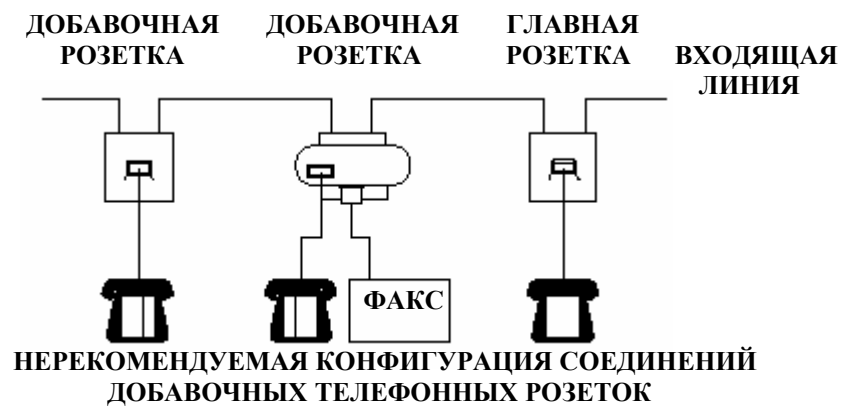 ДОБАВОЧНАЯ
РОЗЕТКА
ДОБАВОЧНАЯ
РОЗЕТКА
ГЛАВНАЯ
РОЗЕТКА
ВХОДЯЩАЯ
ЛИНИЯ
ФАКС
НЕРЕКОМЕНДУЕМАЯ КОНФИГУРАЦИЯ СОЕДИНЕНИЙ
ДОБАВОЧНЫХ ТЕЛЕФОННЫХ РОЗЕТОК